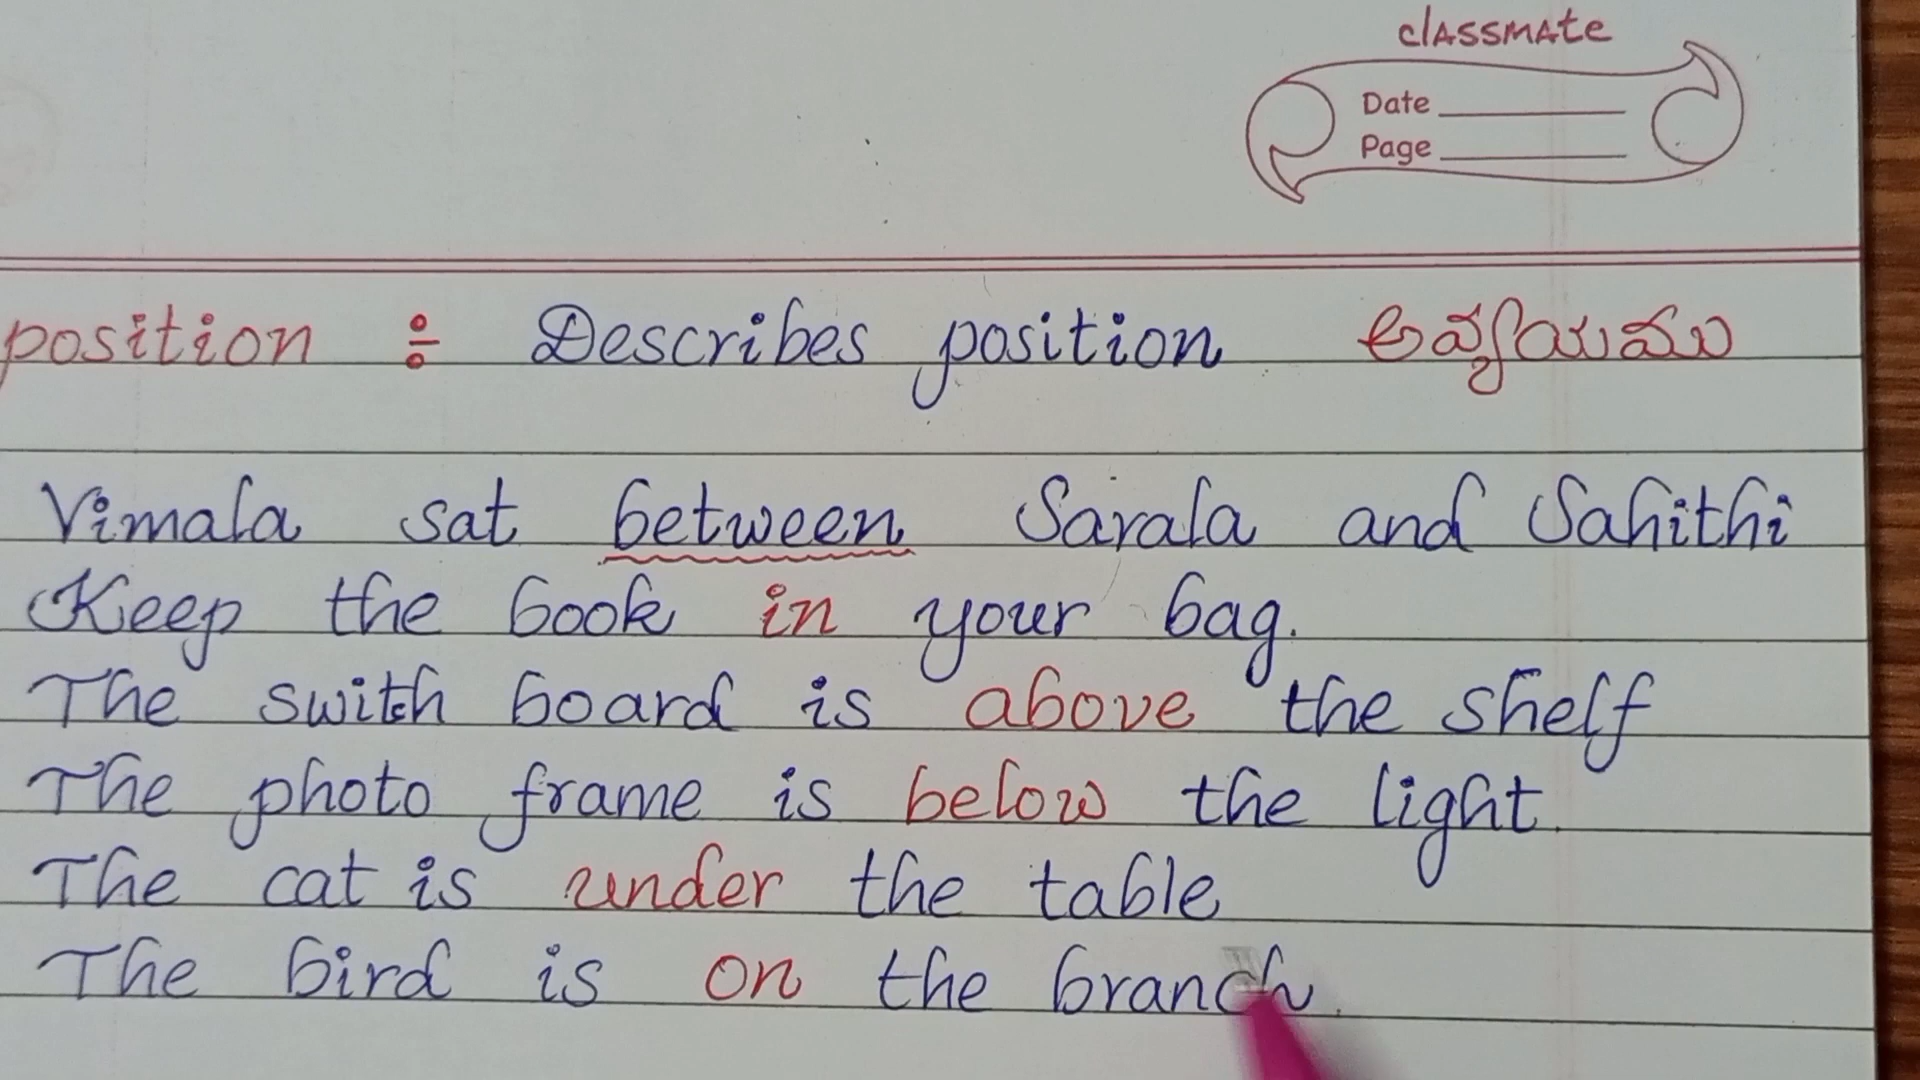 classmate
Date
Page
position ÷ Describes position అవ్యయము
Vimala sat between Sarala and Sahithi
Keep the book in your bag.
The swith board is above the shelf
The photo frame is below the light.
The cat is under the table
The bird is on the branch.